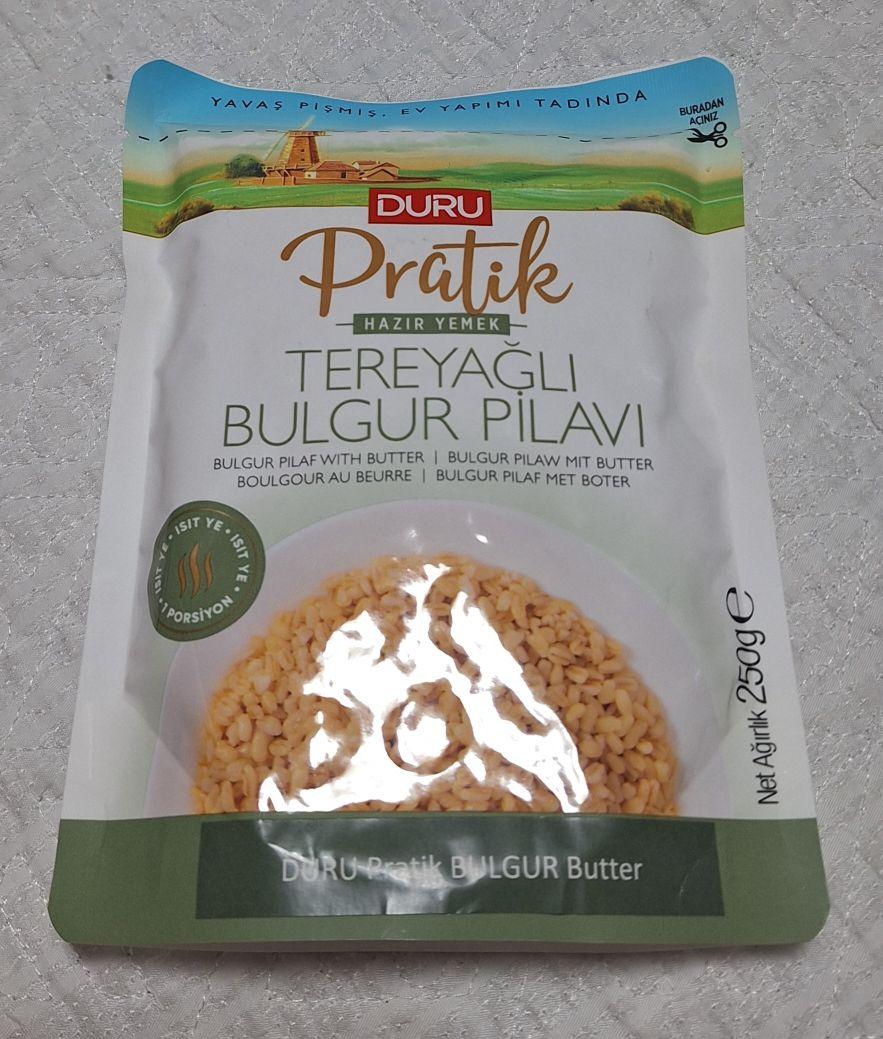 YAVAŞ PİŞMİŞ, EV YAPIMI TADINDA
BURADAN
AÇINIZ
DURU
Pratik
HAZIR YEMEK
TEREYAĞLI
BULGUR PİLAVI
BULGUR PILAF WITH BUTTER | BULGUR PILAW MIT BUTTER
BOULGOUR AU BEURRE | BULGUR PILAF MET BOTER
ISIT YE • ISIT YE • ISIT YE •
1 PORSİYON
Net Ağırlık 250g e
DURU Pratik BULGUR Butter